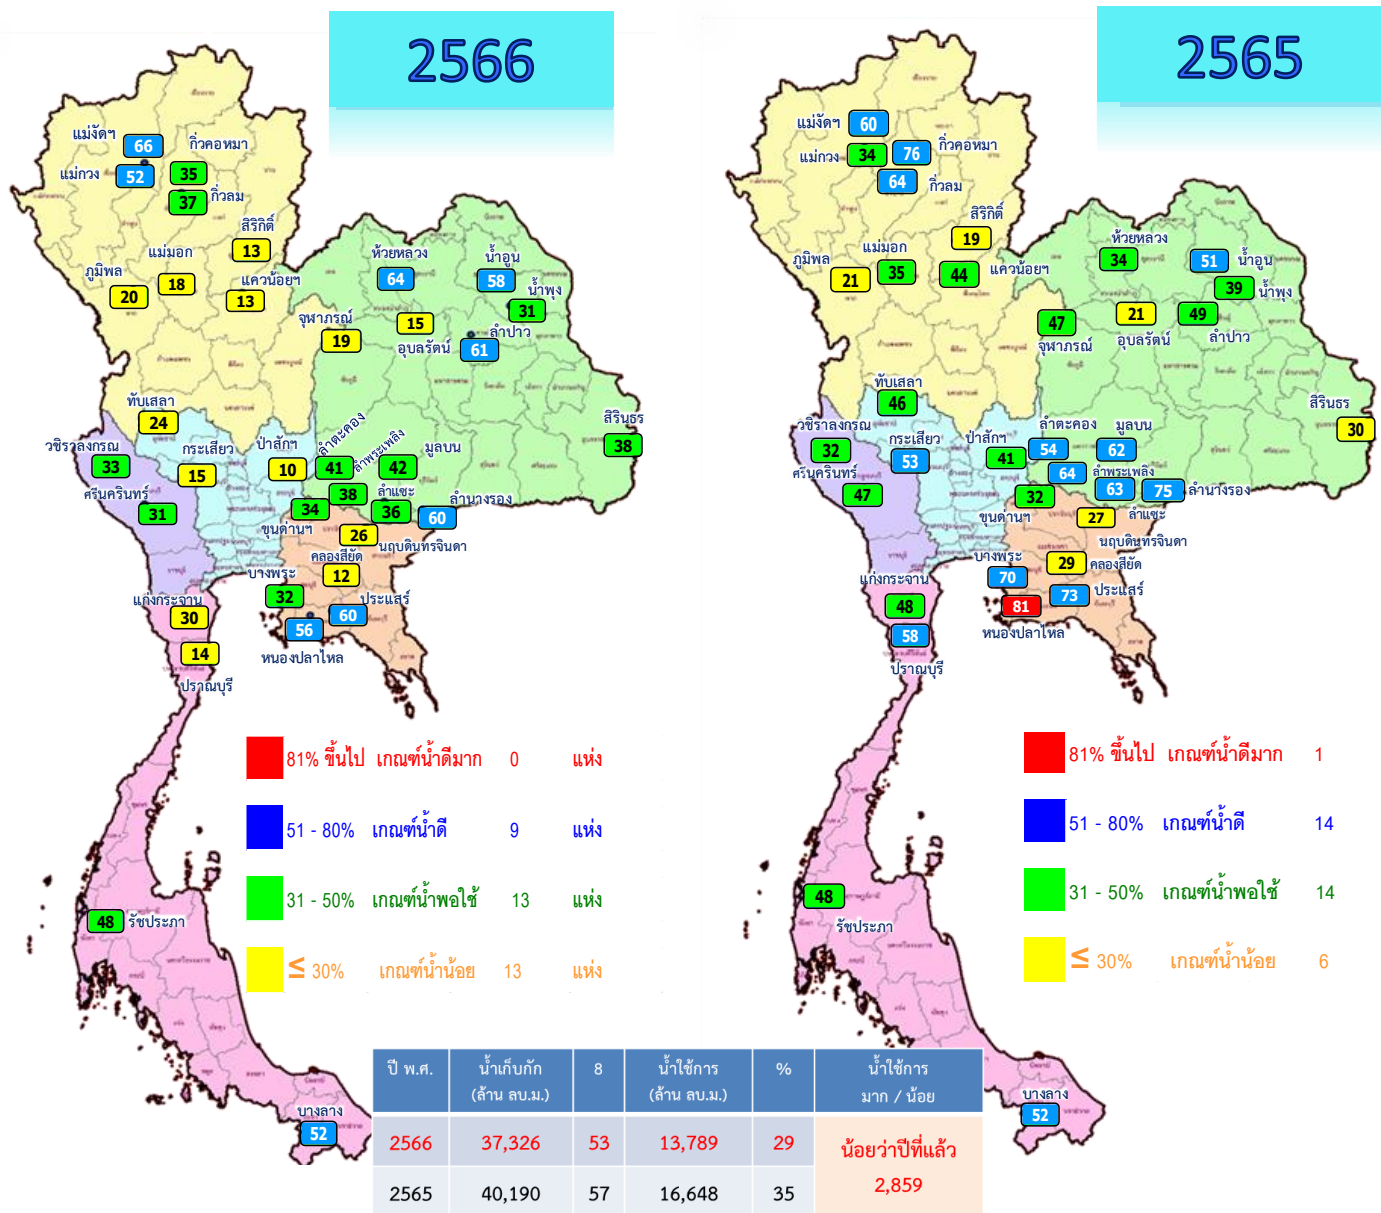 2566
แม่งัดฯ
66
กิ่วคอหมา
แม่กวง
52
35
37
กิ่วลม
สิริกิติ์
13
แม่มอก
18
ภูมิพล
20
แควน้อยฯ
13
ห้วยหลวง
64
น้ำอูน
58
น้ำพุง
31
จุฬาภรณ์
19
15
อุบลรัตน์
ลำปาว
61
ทับเสลา
24
วชิราลงกรณ
33
กระเสียว
15
ป่าสักฯ
10
ลำตะคอง
41
ลำพระเพลิง
42
มูลบน
สิรินธร
38
ศรีนครินทร์
31
38
34
ลำแชะ
36
ลำนางรอง
60
ขุนด่านฯ
26
นฤบดินทรจินดา
คลองสียัด
12
บางพระ
32
ประแสร์
60
56
หนองปลาไหล
แก่งกระจาน
30
14
ปราณบุรี
81% ขึ้นไป เกณฑ์น้ำดีมาก 0 แห่ง
51 - 80% เกณฑ์น้ำดี 9 แห่ง
31 - 50% เกณฑ์น้ำพอใช้ 13 แห่ง
≤ 30% เกณฑ์น้ำน้อย 13 แห่ง
48
รัชประภา
บางลาง
52
2565
แม่งัดฯ
60
แม่กวง
34
76
กิ่วคอหมา
64
กิ่วลม
สิริกิติ์
19
ภูมิพล
21
แม่มอก
35
44
แควน้อยฯ
ห้วยหลวง
34
51
น้ำอูน
39
น้ำพุง
47
จุฬาภรณ์
21
อุบลรัตน์
49
ลำปาว
ทับเสลา
46
วชิราลงกรณ
32
กระเสียว
53
ป่าสักฯ
41
ลำตะคอง
54
มูลบน
62
สิรินธร
30
ศรีนครินทร์
47
64
ลำพระเพลิง
63
75
ลำนางรอง
32
ขุนด่านฯ
27
ลำแชะ
นฤบดินทรจินดา
บางพระ
70
29
คลองสียัด
73
ประแสร์
81
หนองปลาไหล
แก่งกระจาน
48
58
ปราณบุรี
81% ขึ้นไป เกณฑ์น้ำดีมาก 1
51 - 80% เกณฑ์น้ำดี 14
31 - 50% เกณฑ์น้ำพอใช้ 14
≤ 30% เกณฑ์น้ำน้อย 6
48
รัชประภา
บางลาง
52
ปี พ.ศ. น้ำเก็บกัก 8 น้ำใช้การ % น้ำใช้การ
(ล้าน ลบ.ม.) (ล้าน ลบ.ม.) มาก / น้อย
2566 37,326 53 13,789 29 น้อยว่าปีที่แล้ว
2,859
2565 40,190 57 16,648 35